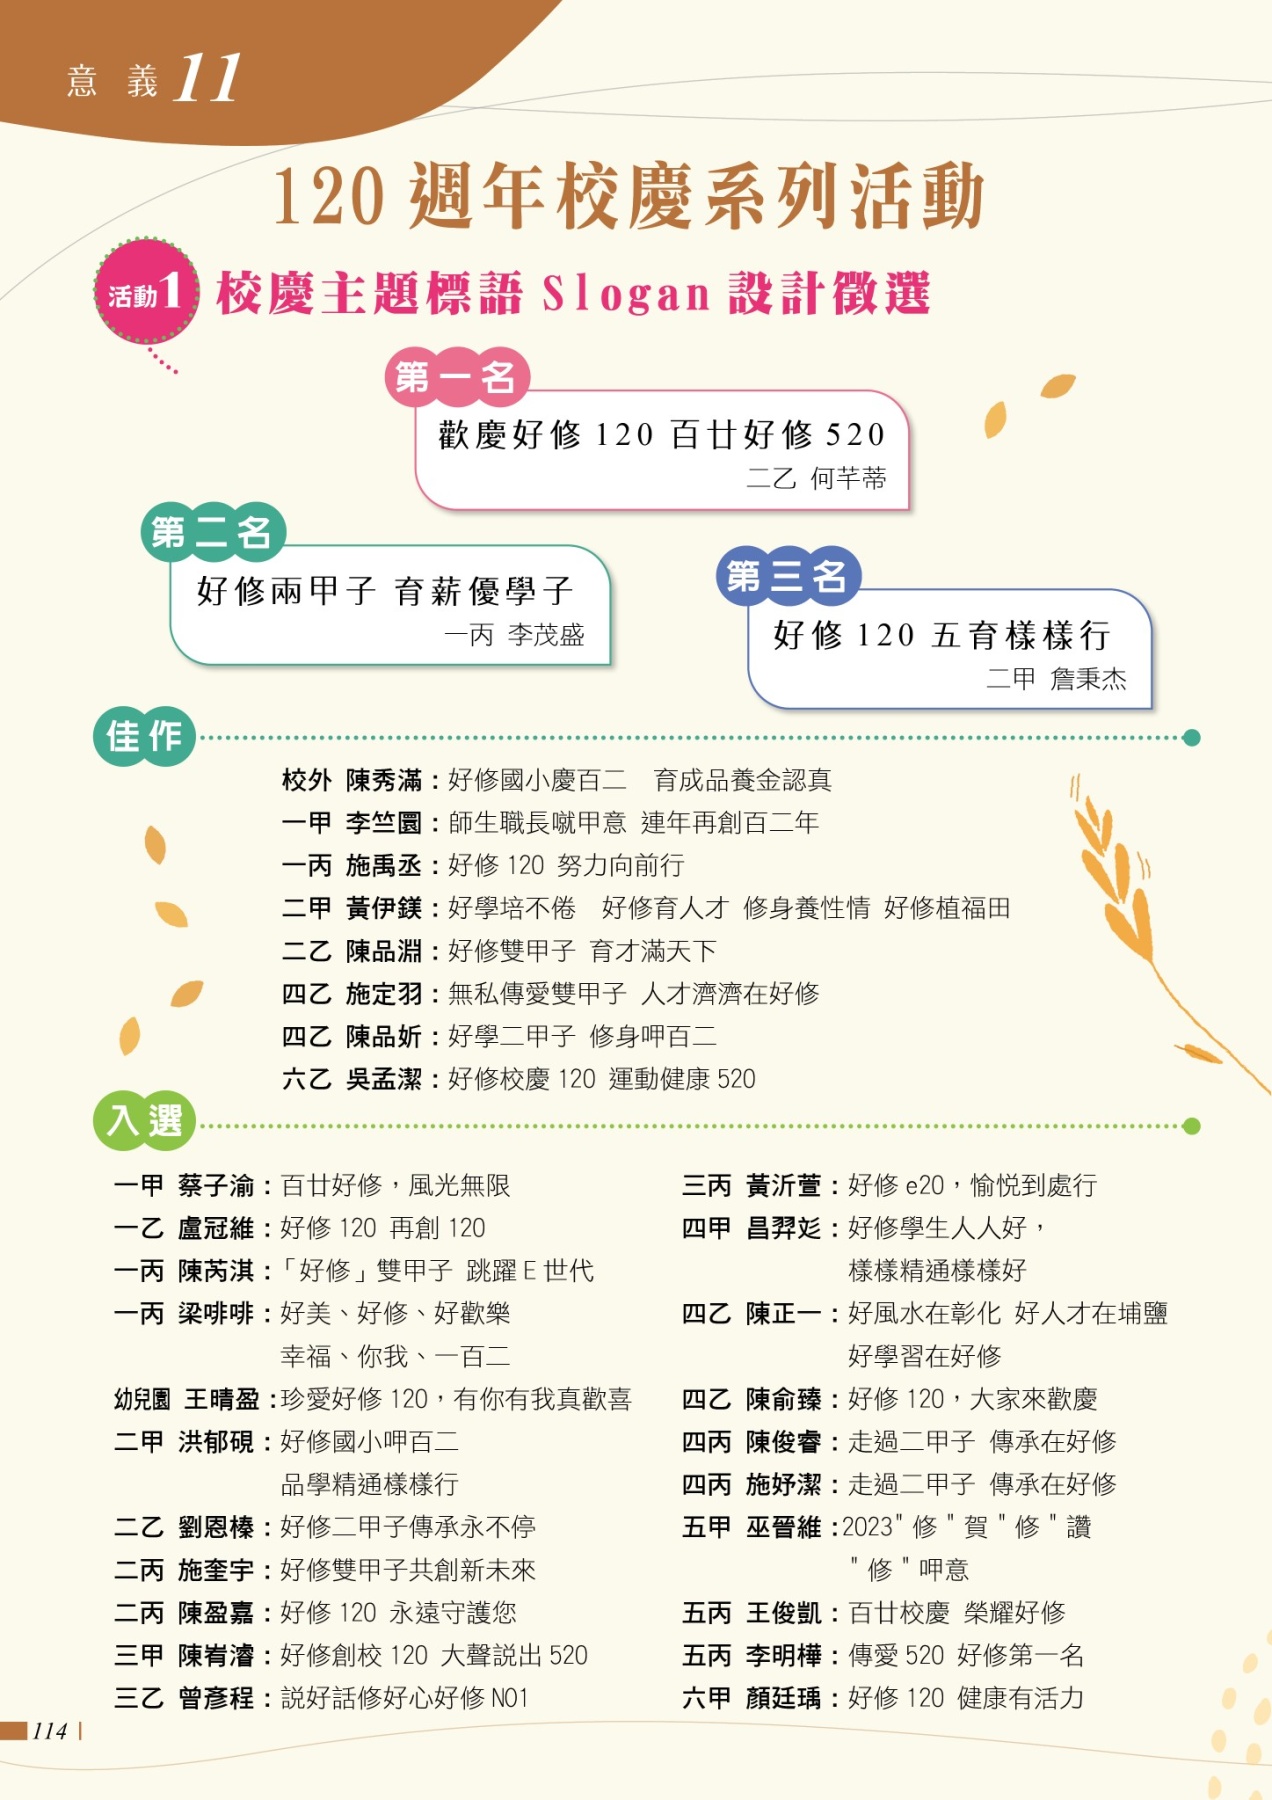 意義11
120 週年校慶系列活動
活動1 校慶主題標語 Slogan 設計徵選
第一名
歡慶好修 120 百廿好修 520
二乙 何芊蒂
第二名
好修兩甲子 育薪優學子
一丙 李茂盛
第三名
好修 120 五育樣樣行
二甲 詹秉杰
佳作
校外 陳秀滿：好修國小慶百二　育成品養金認真
一甲 李竺圜：師生職長噈甲意 連年再創百二年
一丙 施禹丞：好修 120 努力向前行
二甲 黃伊鎂：好學培不倦　好修育人才 修身養性情 好修植福田
二乙 陳品淵：好修雙甲子 育才滿天下
四乙 施定羽：無私傳愛雙甲子 人才濟濟在好修
四乙 陳品妡：好學二甲子 修身呷百二
六乙 吳孟潔：好修校慶 120 運動健康 520
入選
一甲 蔡子渝：百廿好修，風光無限
一乙 盧冠維：好修 120 再創 120
一丙 陳芮淇：「好修」雙甲子 跳躍 E 世代
一丙 梁啡啡：好美、好修、好歡樂
幸福、你我、一百二
幼兒園 王晴盈：珍愛好修 120，有你有我真歡喜
二甲 洪郁硯：好修國小呷百二
品學精通樣樣行
二乙 劉恩榛：好修二甲子傳承永不停
二丙 施奎宇：好修雙甲子共創新未來
二丙 陳盈嘉：好修 120 永遠守護您
三甲 陳宥濬：好修創校 120 大聲説出 520
三乙 曾彥程：説好話修好心好修 NO1
三丙 黃沂萱：好修 e20，愉悦到處行
四甲 昌羿彣：好修學生人人好，
樣樣精通樣樣好
四乙 陳正一：好風水在彰化 好人才在埔鹽
好學習在好修
四乙 陳俞臻：好修 120，大家來歡慶
四丙 陳俊睿：走過二甲子 傳承在好修
四丙 施妤潔：走過二甲子 傳承在好修
五甲 巫晉維：2023" 修 " 賀 " 修 " 讚
" 修 " 呷意
五丙 王俊凱：百廿校慶 榮耀好修
五丙 李明樺：傳愛 520 好修第一名
六甲 顏廷瑀：好修 120 健康有活力
114